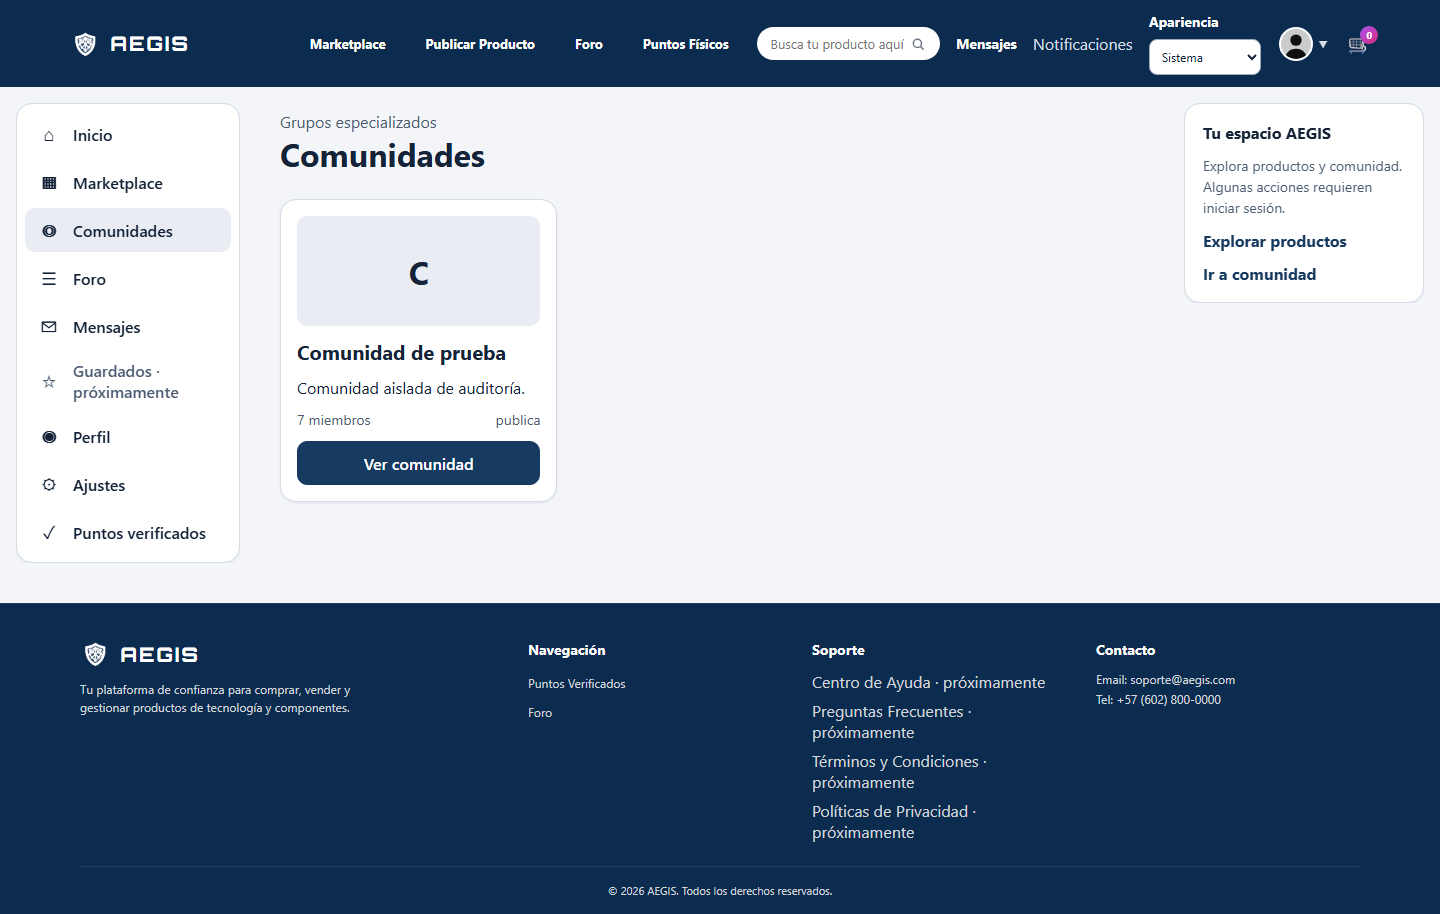 AEGIS
Marketplace
Publicar Producto
Foro
Puntos Físicos
Busca tu producto aquí
Mensajes
Notificaciones
Apariencia
Sistema
0
Inicio
Marketplace
Comunidades
Foro
Mensajes
Guardados ·
próximamente
Perfil
Ajustes
Puntos verificados
Grupos especializados
Comunidades
C
Comunidad de prueba
Comunidad aislada de auditoría.
7 miembros
publica
Ver comunidad
Tu espacio AEGIS
Explora productos y comunidad.
Algunas acciones requieren
iniciar sesión.
Explorar productos
Ir a comunidad
AEGIS
Tu plataforma de confianza para comprar, vender y
gestionar productos de tecnología y componentes.
Navegación
Puntos Verificados
Foro
Soporte
Centro de Ayuda · próximamente
Preguntas Frecuentes ·
próximamente
Términos y Condiciones ·
próximamente
Políticas de Privacidad ·
próximamente
Contacto
Email: soporte@aegis.com
Tel: +57 (602) 800-0000
© 2026 AEGIS. Todos los derechos reservados.